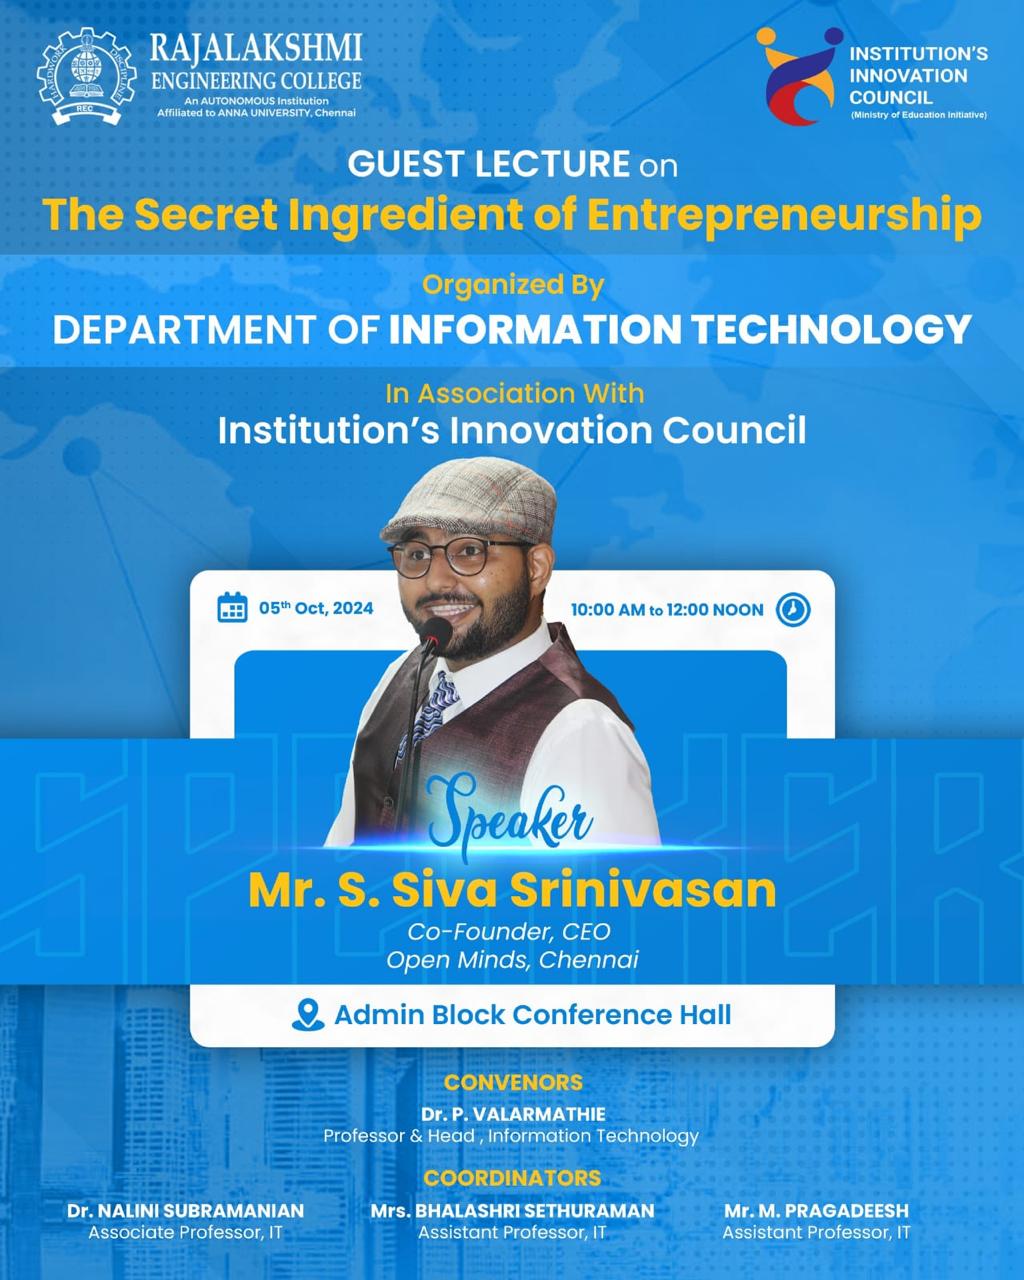 HARDWORK
DISCIPLINE
REC
RAJALAKSHMI
ENGINEERING COLLEGE
An AUTONOMOUS Institution
Affiliated to ANNA UNIVERSITY, Chennai
INSTITUTION'S
INNOVATION
COUNCIL
(Ministry of Education Initiative)
GUEST LECTURE on
The Secret Ingredient of Entrepreneurship
Organized By
DEPARTMENT OF INFORMATION TECHNOLOGY
In Association With
Institution's Innovation Council
05th Oct, 2024
10:00 AM to 12:00 NOON
SPEAKER
Speaker
Mr. S. Siva Srinivasan
Co-Founder, CEO
Open Minds, Chennai
Admin Block Conference Hall
CONVENORS
Dr. P. VALARMATHIE
Professor & Head , Information Technology
COORDINATORS
Dr. NALINI SUBRAMANIAN
Associate Professor, IT
Mrs. BHALASHRI SETHURAMAN
Assistant Professor, IT
Mr. M. PRAGADEESH
Assistant Professor, IT